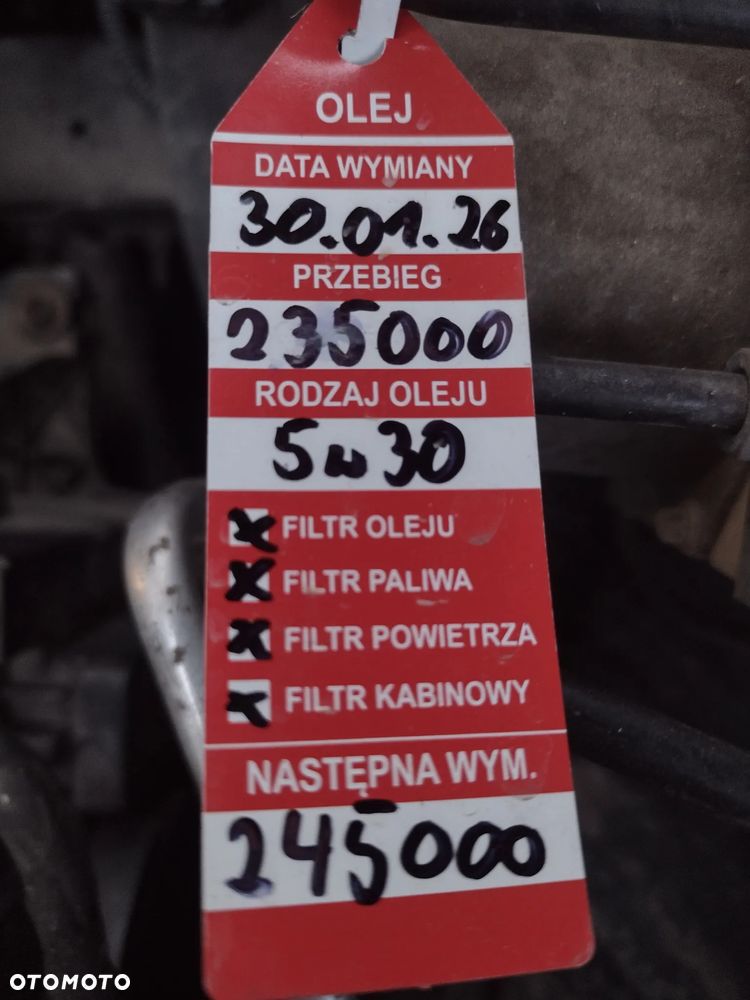 OLEJ
DATA WYMIANY
30.01.26
PRZEBIEG
235000
RODZAJ OLEJU
5w30
FILTR OLEJU
FILTR PALIWA
FILTR POWIETRZA
FILTR KABINOWY
NASTĘPNA WYM.
245000
OTOMOTO